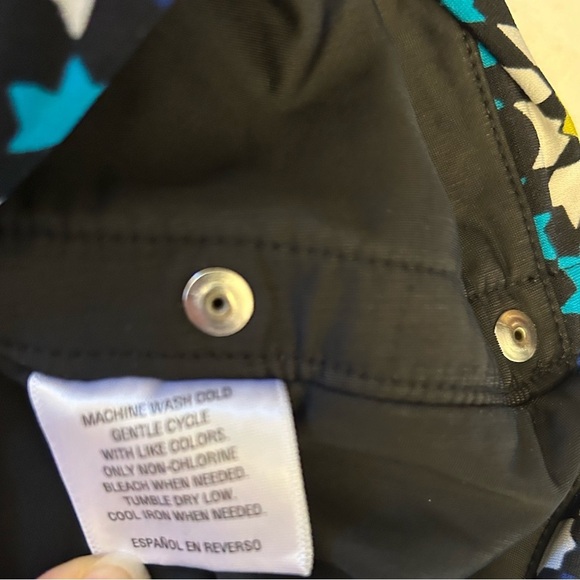 MACHINE WASH COLD
GENTLE CYCLE
WITH LIKE COLORS.
ONLY NON-CHLORINE
BLEACH WHEN NEEDED.
TUMBLE DRY LOW.
COOL IRON WHEN NEEDED.
ESPAÑOL EN REVERSO